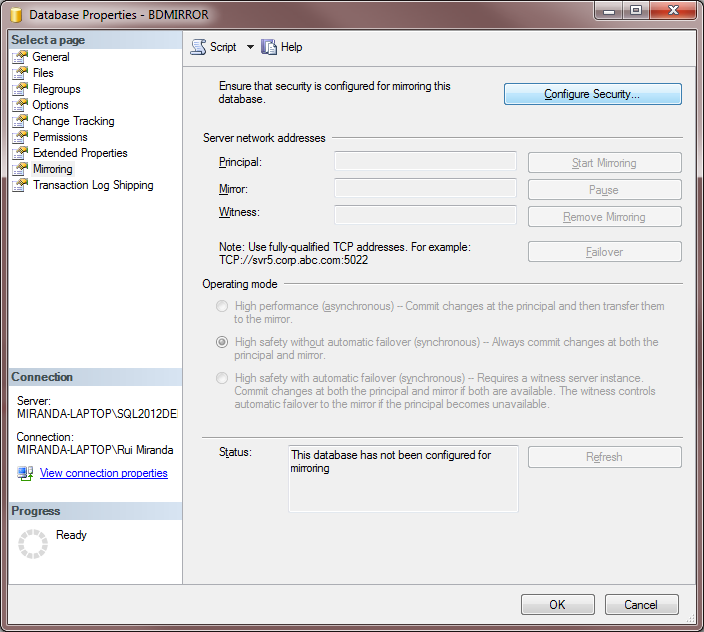 Database Properties - BDMIRROR
Select a page
General
Files
Filegroups
Options
Change Tracking
Permissions
Extended Properties
Mirroring
Transaction Log Shipping
Connection
Server:
MIRANDA-LAPTOP\SQL2012DE
Connection:
MIRANDA-LAPTOP\Rui Miranda
View connection properties
Progress
Ready
Script Help
Ensure that security is configured for mirroring this
database.
Configure Security...
Server network addresses
Principal:
Start Mirroring
Mirror:
Pause
Witness:
Remove Mirroring
Note: Use fully-qualified TCP addresses. For example:
TCP://svr5.corp.abc.com:5022
Failover
Operating mode
High performance (asynchronous) – Commit changes at the principal and then transfer them
to the mirror.
High safety without automatic failover (synchronous) – Always commit changes at both the
principal and mirror.
High safety with automatic failover (synchronous) – Requires a witness server instance.
Commit changes at both the principal and mirror if both are available. The witness controls
automatic failover to the mirror if the principal becomes unavailable.
Status:
This database has not been configured for
mirroring
Refresh
OK
Cancel